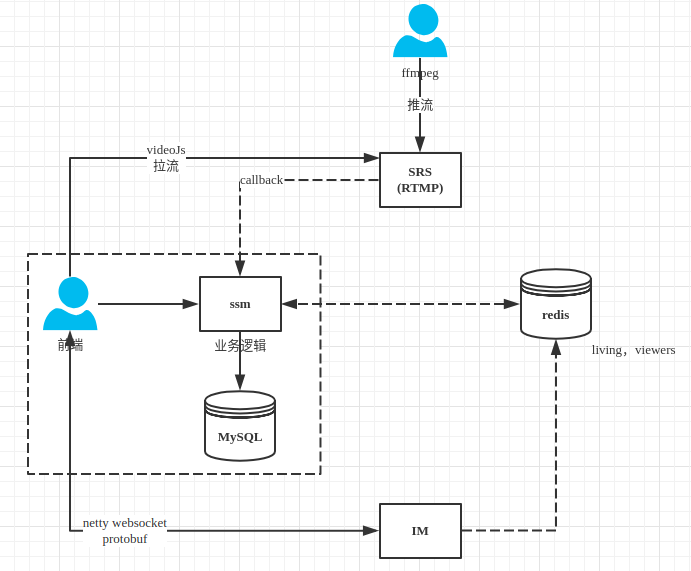 ffmpeg
推流
videoJs
拉流
SRS
(RTMP)
callback
ssm
redis
前端
业务逻辑
living，viewers
MySQL
netty websocket
protobuf
IM